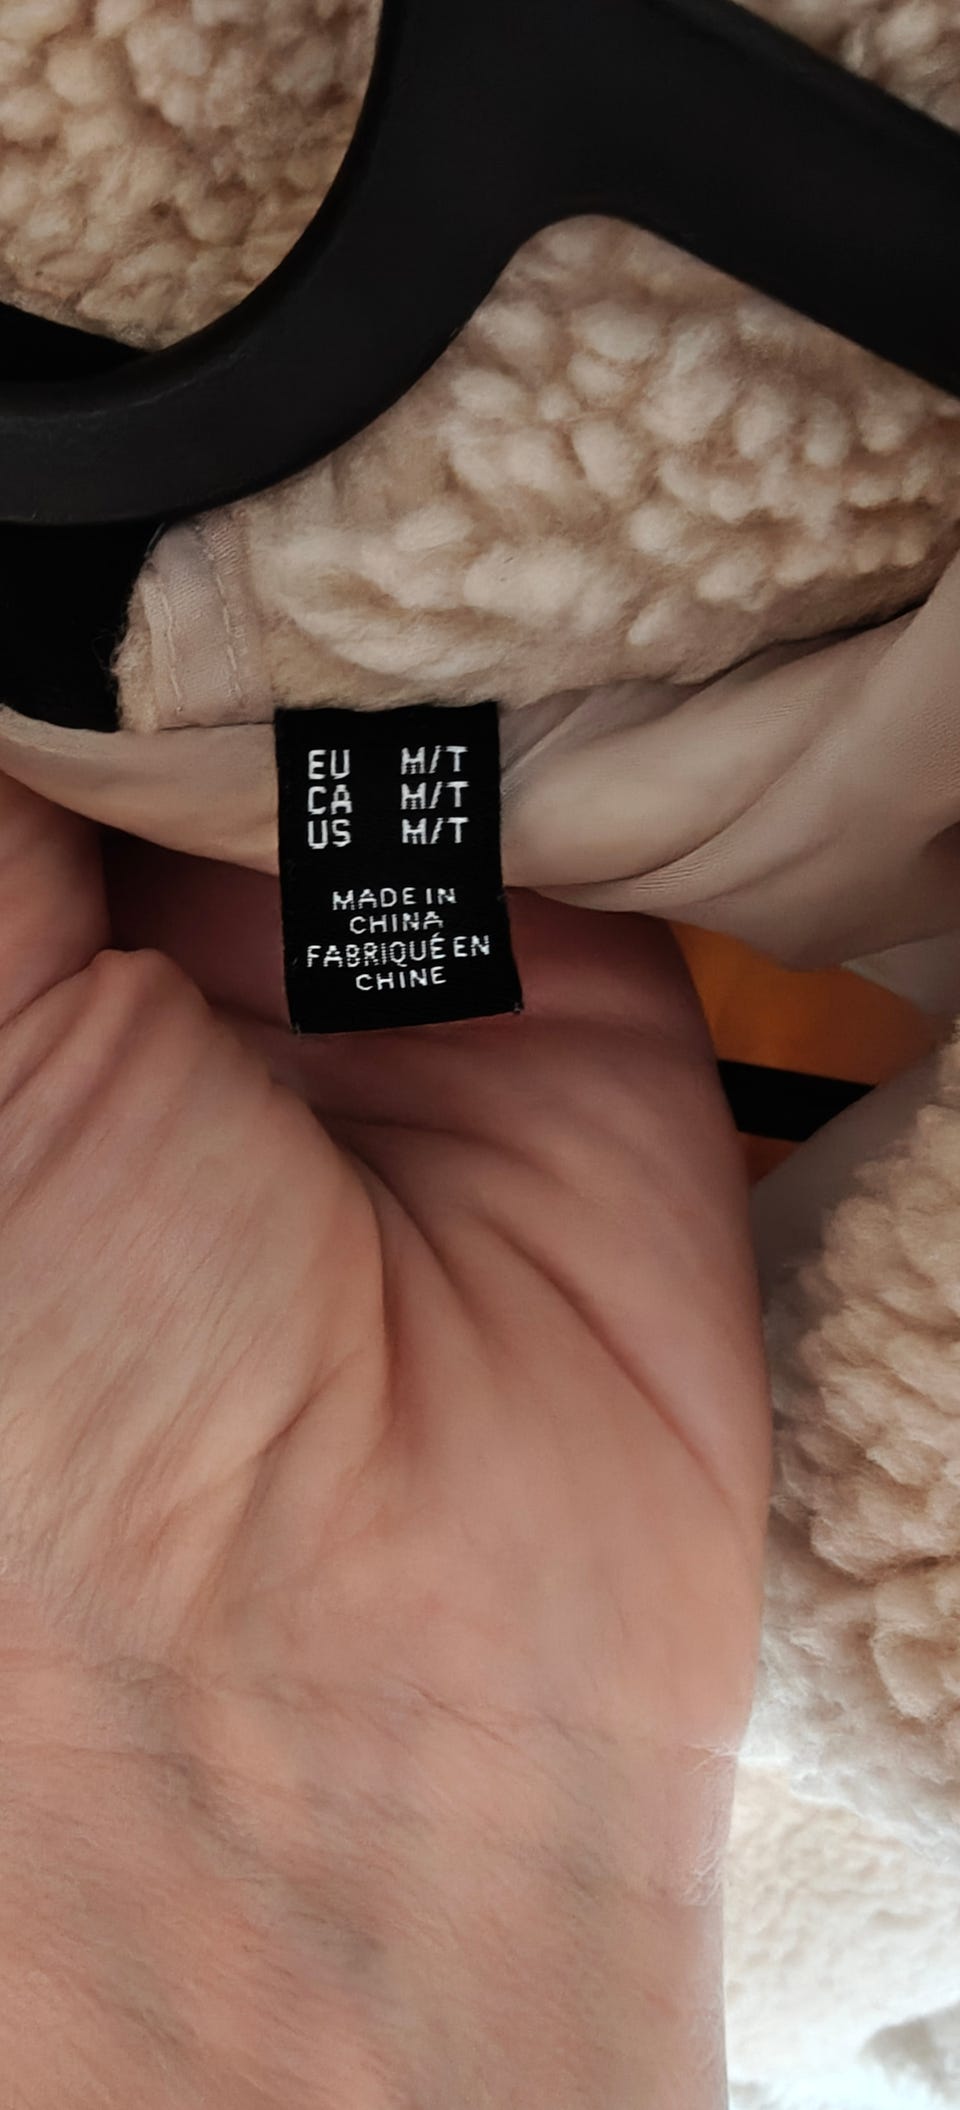 EU M/T
CA M/T
US M/T
MADE IN
CHINA
FABRIQUÉ EN
CHINE